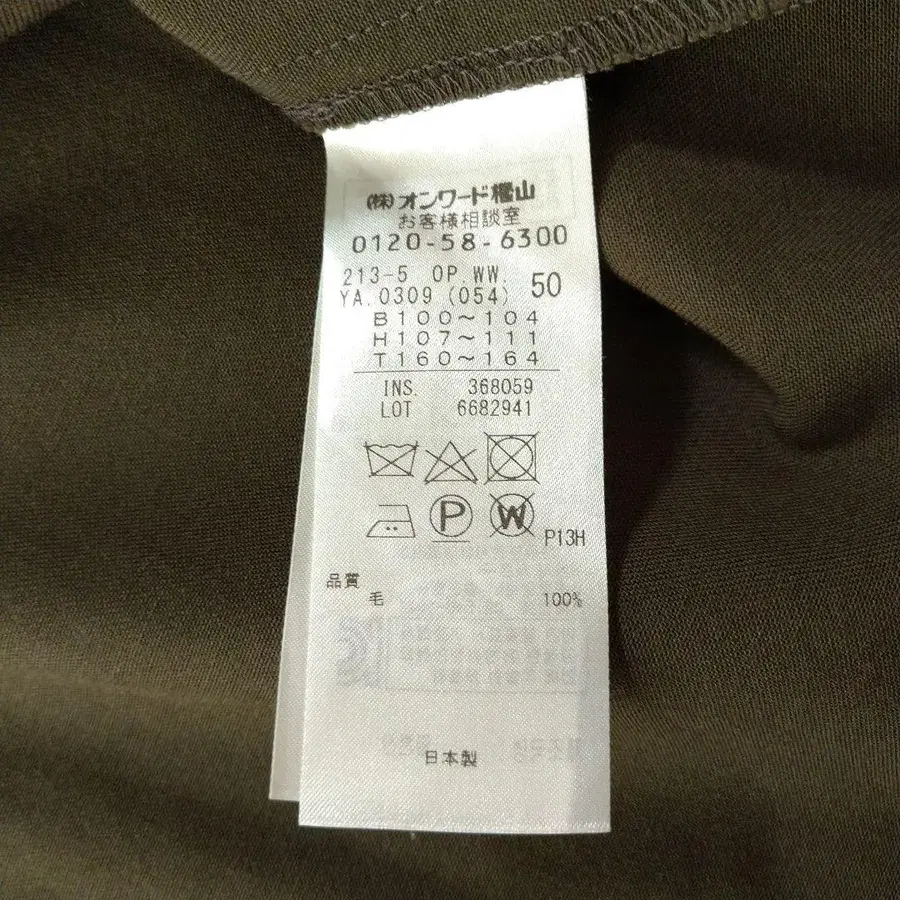 (株)オンワード樫山
お客様相談室
0120-58-6300
213-5 OP.WW.
YA.0309 (054) 50
B100～104
H107～111
T160～164
INS. 368059
LOT 6682941
P W P13H
品質
毛 100%
日本製